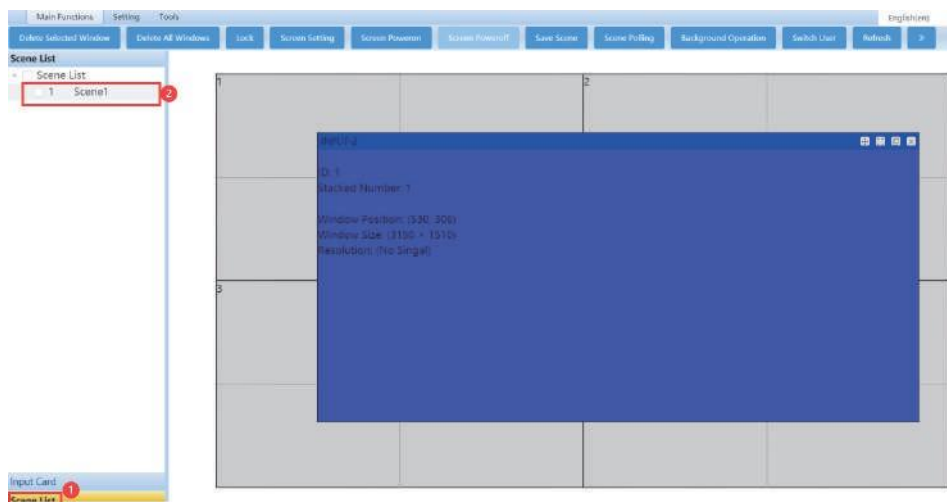 Main Functions Setting Tools English(en)
Delete Selected Window Delete All Windows Lock Screen Setting Screen Poweron Screen Poweroff Save Scene Scene Polling Background Operation Switch User Refresh »
Scene List
Scene List
1 Scene1
2
1
2
INPUT-2
ID: 1
Stacked Number: 1
Window Position: (530, 300)
Window Size: (3150 × 1510)
Resolution: (No Singal)
3
Input Card
1
Scene List